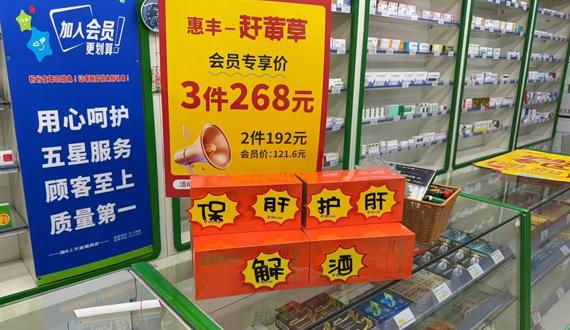 加入会员
更划算!
用心呵护
五星服务
顾客至上
质量第一
惠丰－赶黄草
会员专享价
3件268元
2件192元
会员价:121.6元
保肝护肝
解酒